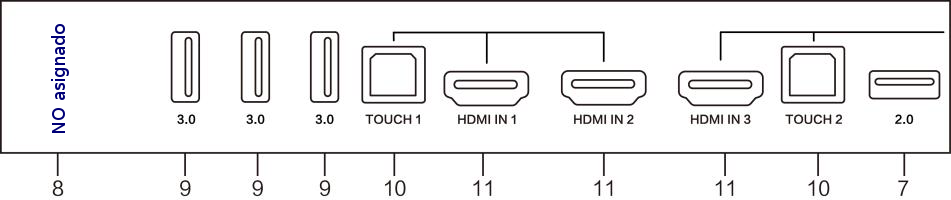 NO asignado
3.0 3.0 3.0 TOUCH 1 HDMI IN 1 HDMI IN 2 HDMI IN 3 TOUCH 2 2.0
8 9 9 9 10 11 11 11 10 7